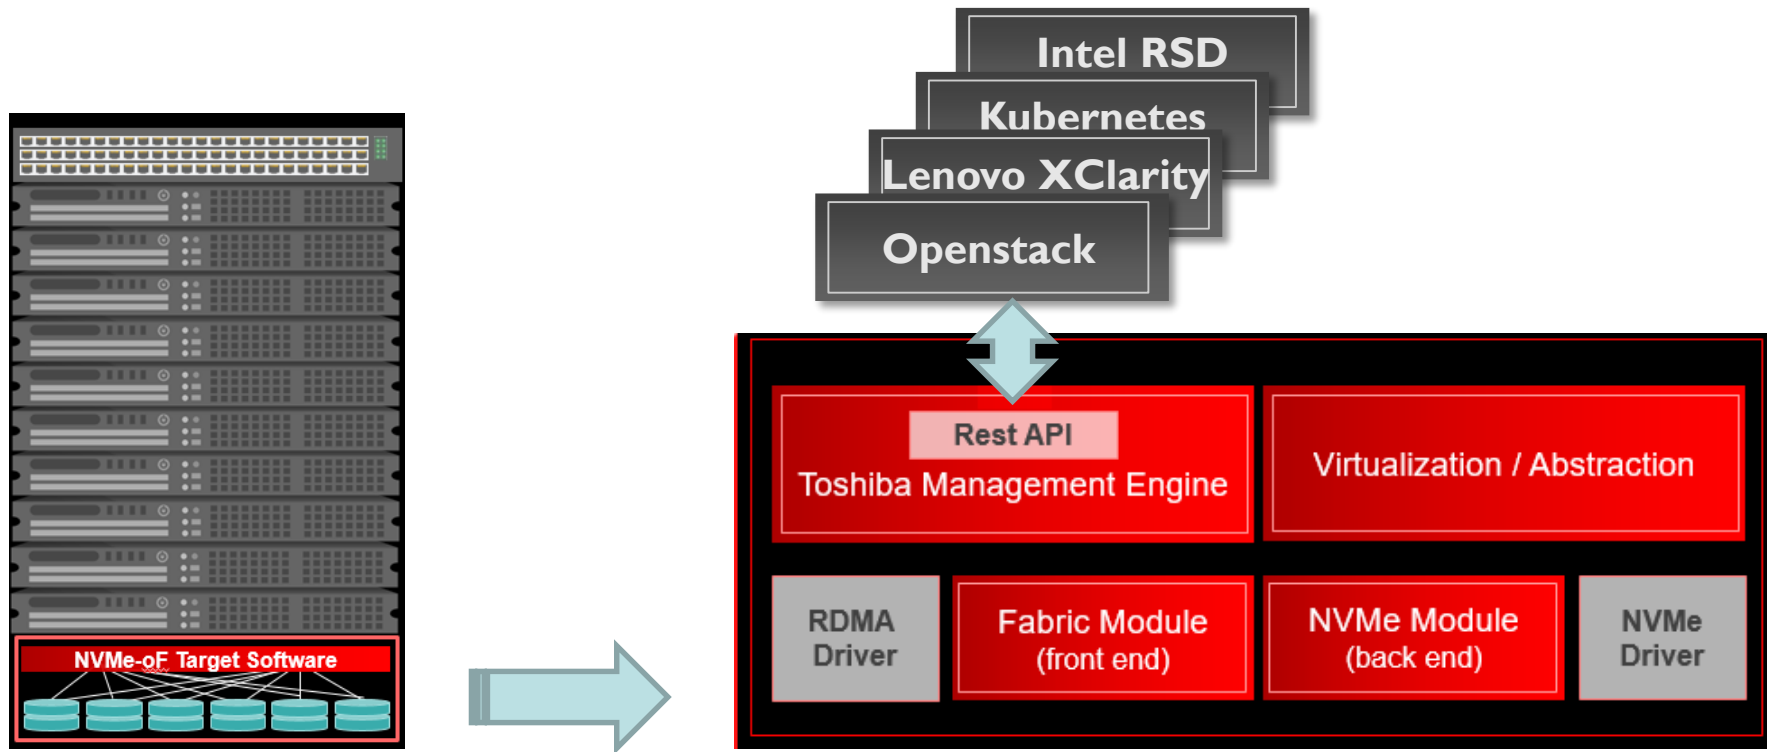 Intel RSD
Kubernetes
Lenovo XClarity
Openstack
Rest API
Toshiba Management Engine
Virtualization / Abstraction
RDMA
Driver
Fabric Module
(front end)
NVMe Module
(back end)
NVMe
Driver
NVMe-oF Target Software